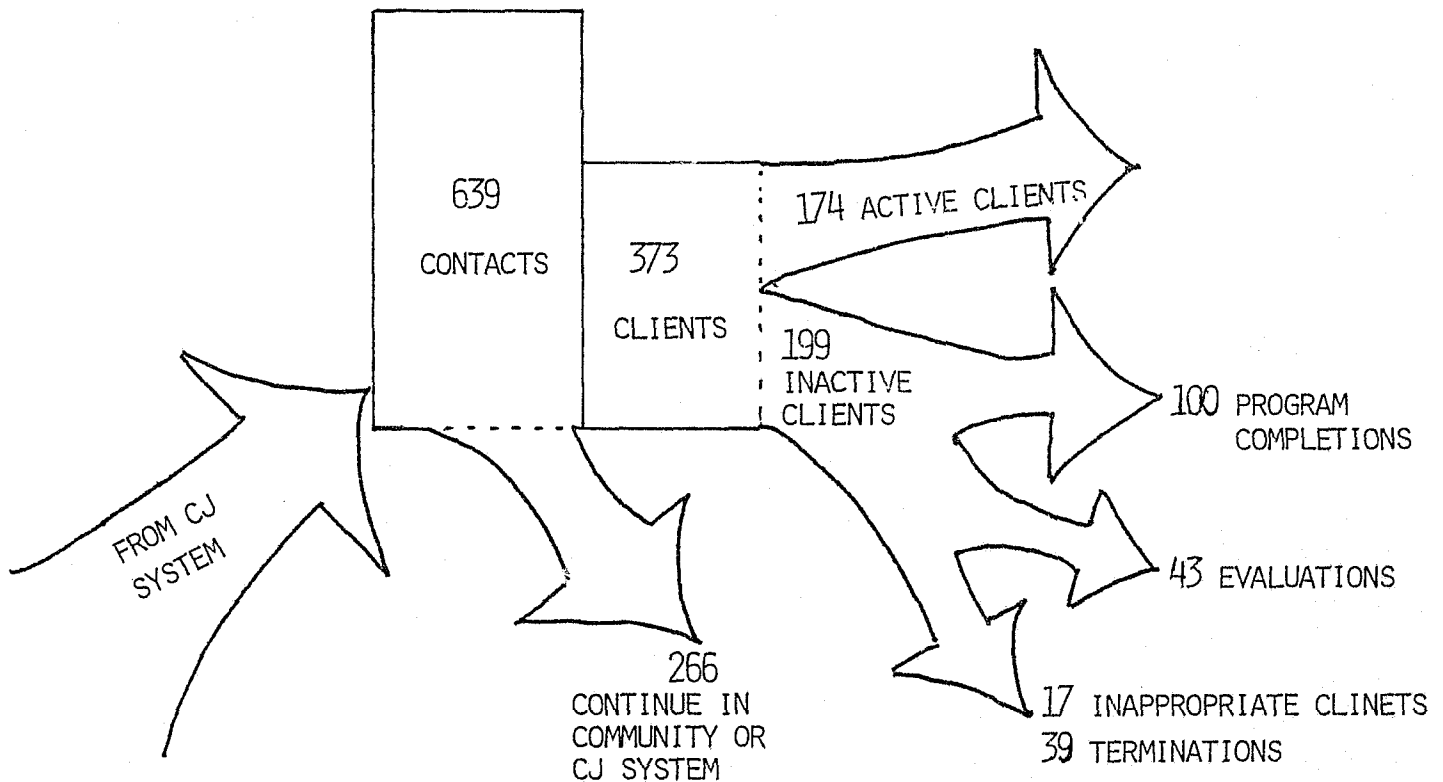 639
CONTACTS
373
CLIENTS
174 ACTIVE CLIENTS
199
INACTIVE
CLIENTS
100 PROGRAM
COMPLETIONS
FROM CJ
SYSTEM
43 EVALUATIONS
266
CONTINUE IN
COMMUNITY OR
CJ SYSTEM
17 INAPPROPRIATE CLINETS
39 TERMINATIONS